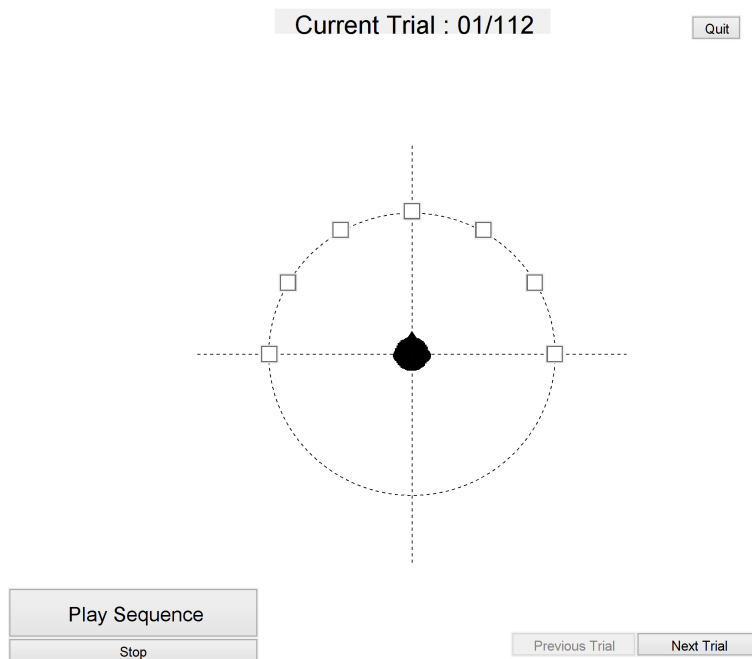 Current Trial : 01/112
Quit
Play Sequence
Stop
Previous Trial
Next Trial